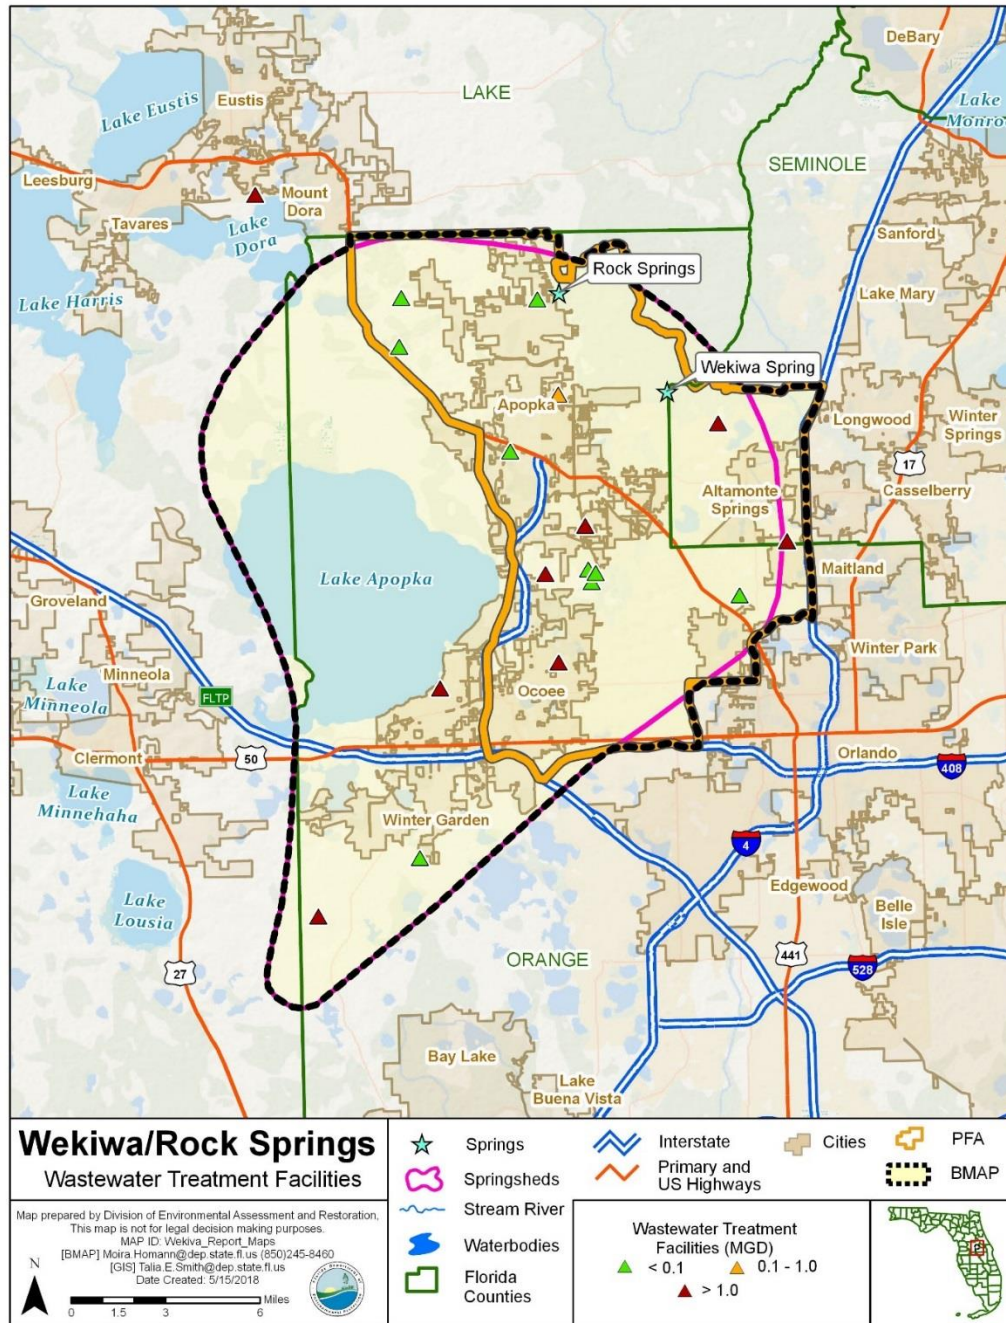 DeBary
LAKE
Lake Eustis
Eustis
Lake
Monro
SEMINOLE
Leesburg
Mount
Dora
Tavares
Lake
Dora
Sanford
Rock Springs
Lake Harris
Lake Mary
Wekiwa Spring
Apopka
Longwood
Winter
Springs
17
Altamonte
Springs
Casselberry
Lake Apopka
Maitland
Groveland
Winter Park
Minneola
Lake
Minneola
FLTP
Ocoee
Clermont
50
Orlando
408
Lake
Minnehaha
Winter Garden
4
Edgewood
Belle
Isle
Lake
Lousia
ORANGE
441
528
27
Bay Lake
Lake
Buena Vista
Wekiwa/Rock Springs
Wastewater Treatment Facilities
Map prepared by Division of Environmental Assessment and Restoration,
This map is not for legal decision making purposes.
MAP ID: Wekiva_Report_Maps
[BMAP] Moira.Homann@dep.state.fl.us (850)245-8460
[GIS] Talia.E.Smith@dep.state.fl.us
Date Created: 5/15/2018
N
Miles
0 1.5 3 6
Springs
Springsheds
Stream River
Waterbodies
Florida
Counties
Interstate
Primary and
US Highways
Cities
PFA
BMAP
Wastewater Treatment
Facilities (MGD)
< 0.1
0.1 - 1.0
> 1.0